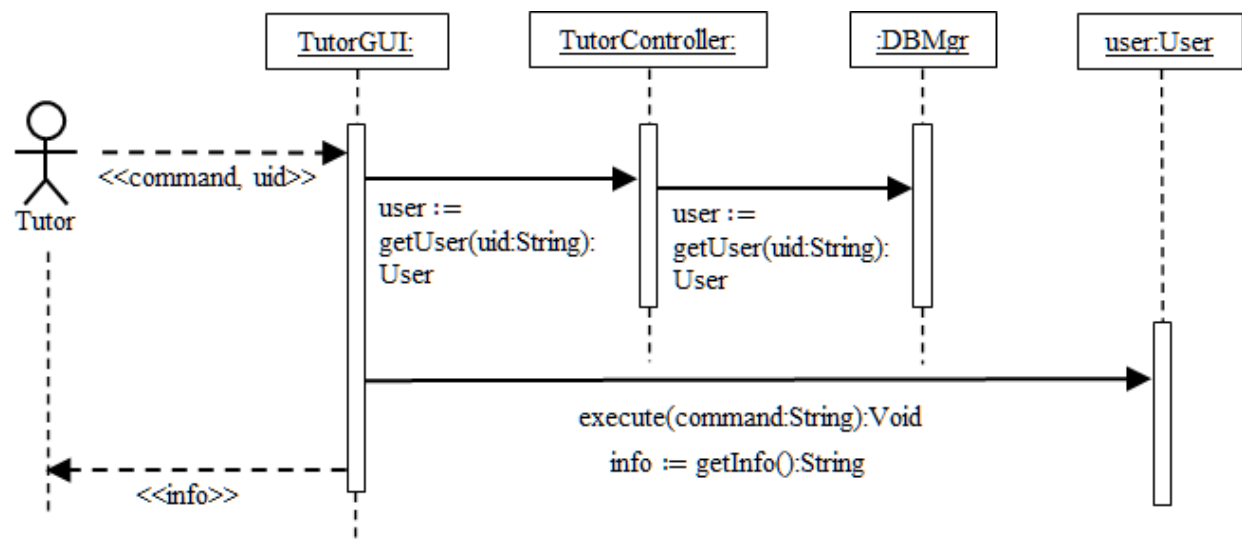 TutorGUI:
TutorController:
:DBMgr
user:User
<<command, uid>>
Tutor
user :=
getUser(uid:String):
User
user :=
getUser(uid:String):
User
execute(command:String):Void
info := getInfo():String
<<info>>